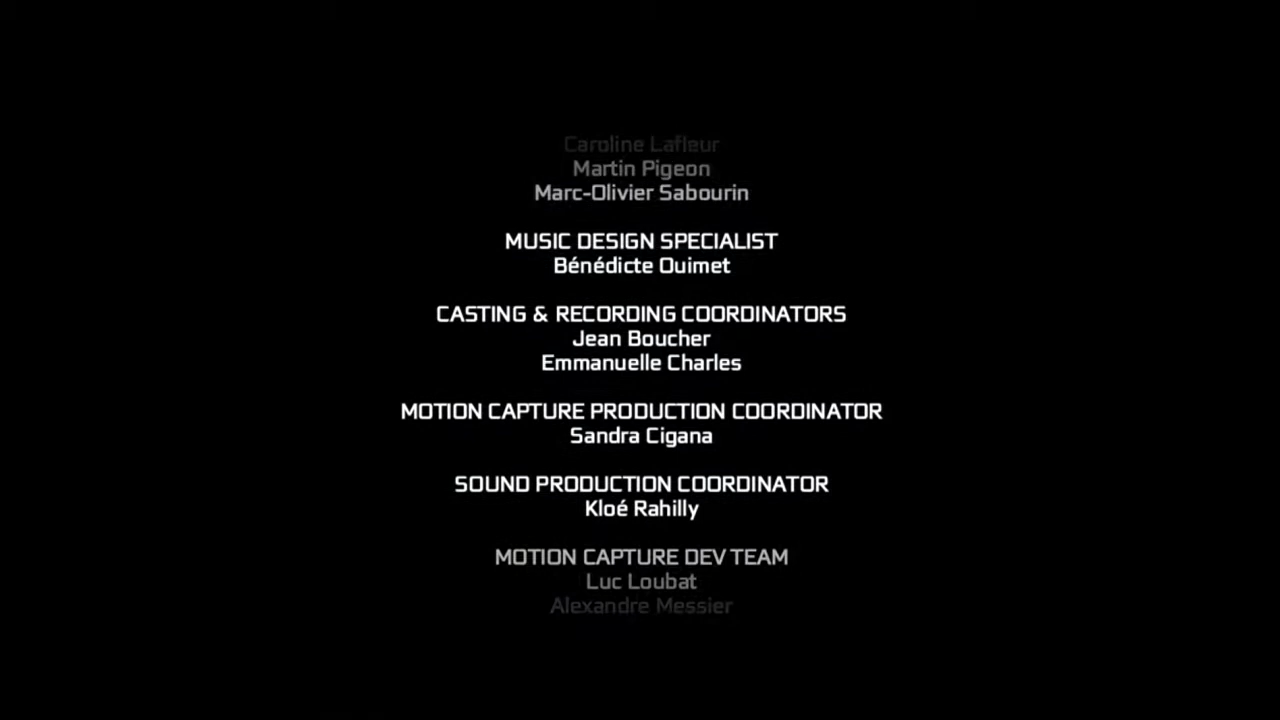 Caroline Lafleur
Martin Pigeon
Marc-Olivier Sabourin
MUSIC DESIGN SPECIALIST
Bénédicte Ouimet
CASTING & RECORDING COORDINATORS
Jean Boucher
Emmanuelle Charles
MOTION CAPTURE PRODUCTION COORDINATOR
Sandra Cigana
SOUND PRODUCTION COORDINATOR
Kloé Rahilly
MOTION CAPTURE DEV TEAM
Luc Loubat
Alexandre Messier